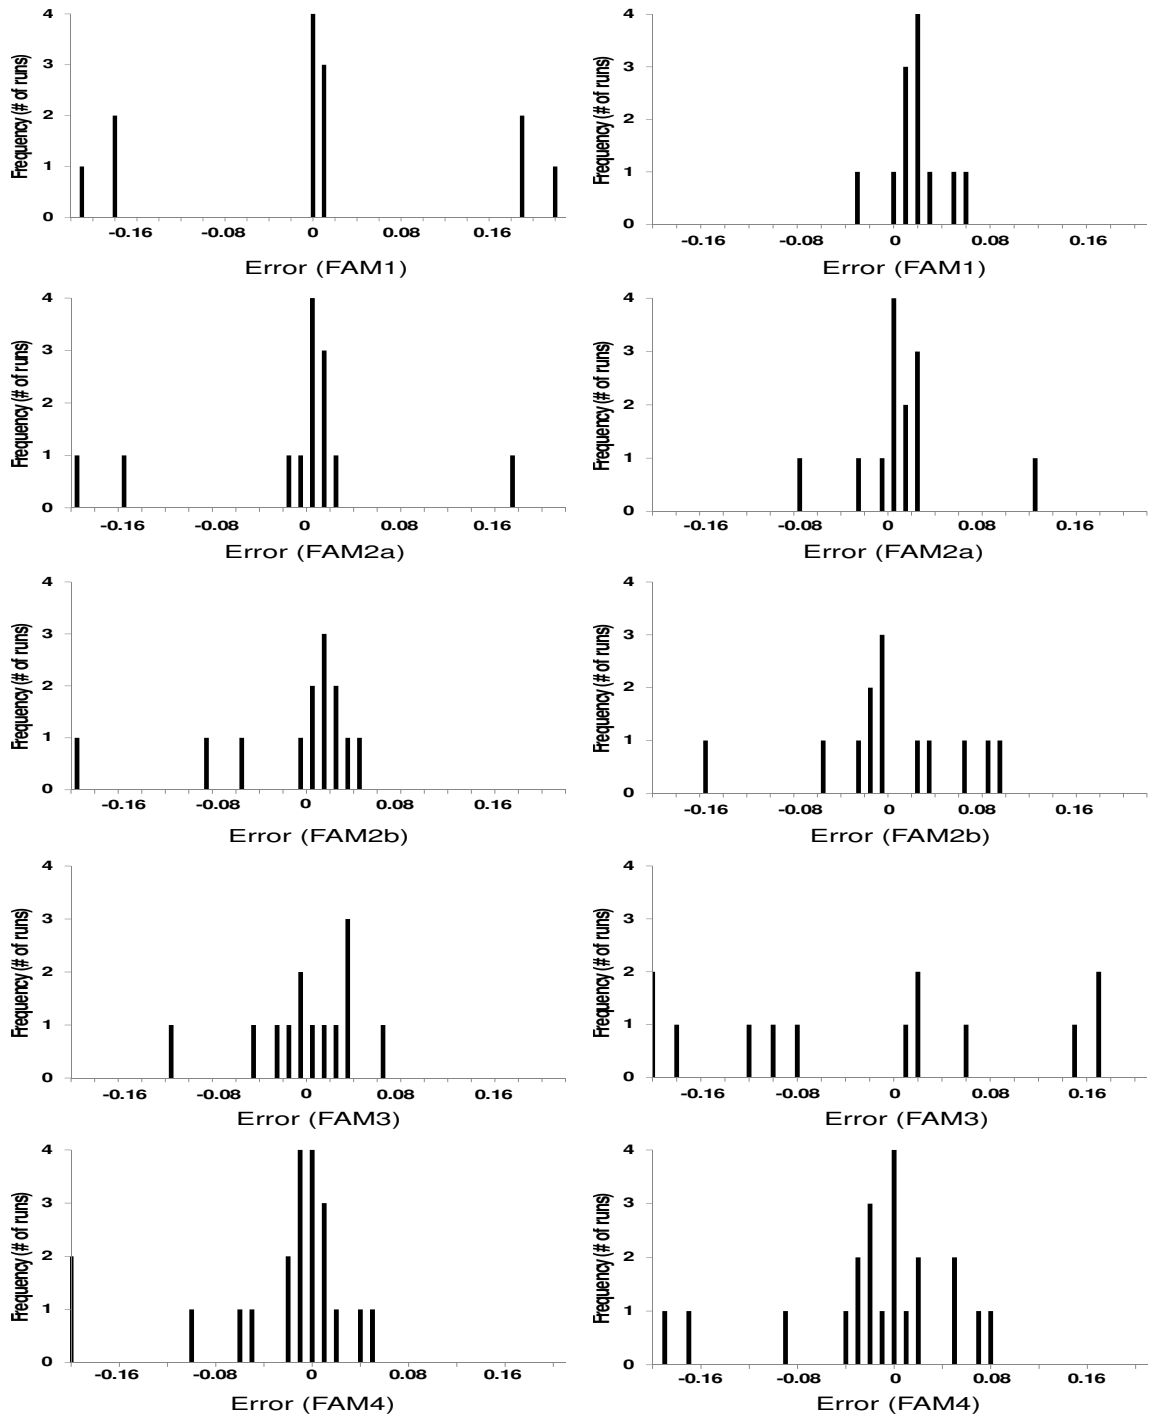 4
3
2
1
0
Frequency (# of runs)
-0.16 -0.08 0 0.08 0.16
Error (FAM1)
4
3
2
1
0
Frequency (# of runs)
-0.16 -0.08 0 0.08 0.16
Error (FAM1)
4
3
2
1
0
Frequency (# of runs)
-0.16 -0.08 0 0.08 0.16
Error (FAM2a)
4
3
2
1
0
Frequency (# of runs)
-0.16 -0.08 0 0.08 0.16
Error (FAM2a)
4
3
2
1
0
Frequency (# of runs)
-0.16 -0.08 0 0.08 0.16
Error (FAM2b)
4
3
2
1
0
Frequency (# of runs)
-0.16 -0.08 0 0.08 0.16
Error (FAM2b)
4
3
2
1
0
Frequency (# of runs)
-0.16 -0.08 0 0.08 0.16
Error (FAM3)
4
3
2
1
0
Frequency (# of runs)
-0.16 -0.08 0 0.08 0.16
Error (FAM3)
4
3
2
1
0
Frequency (# of runs)
-0.16 -0.08 0 0.08 0.16
Error (FAM4)
4
3
2
1
0
Frequency (# of runs)
-0.16 -0.08 0 0.08 0.16
Error (FAM4)